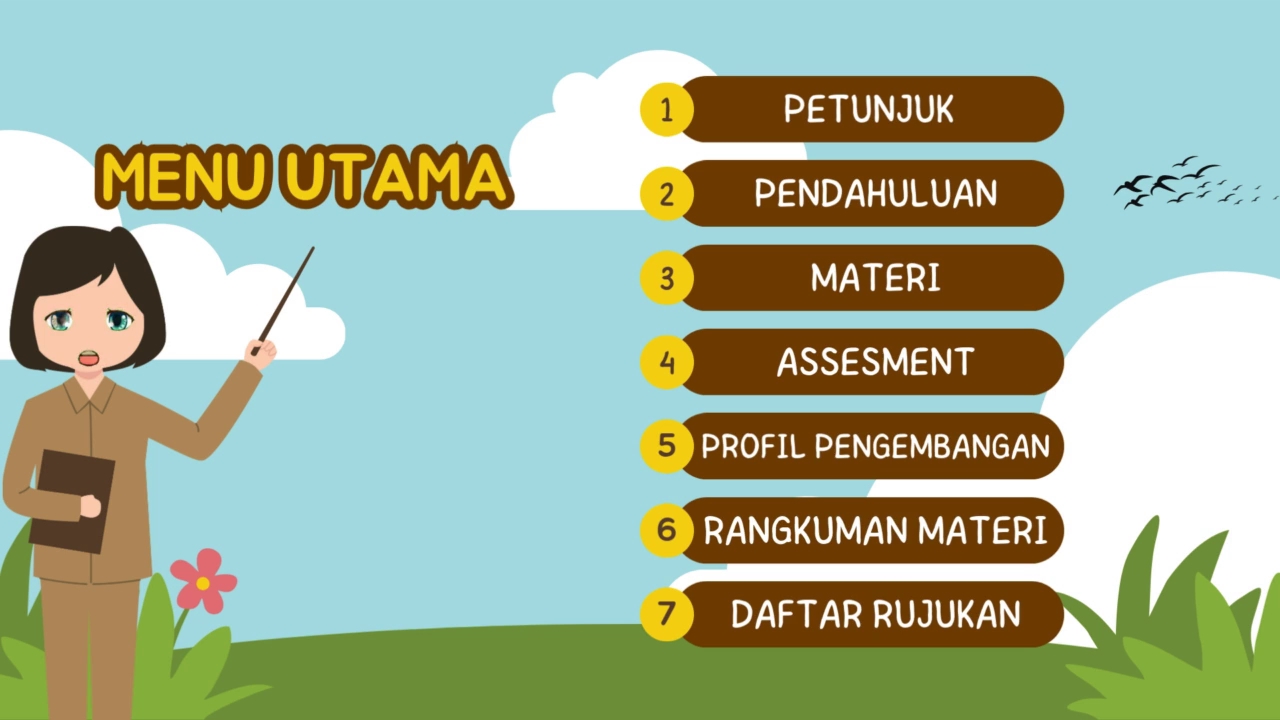 MENU UTAMA
1 PETUNJUK
2 PENDAHULUAN
3 MATERI
4 ASSESMENT
5 PROFIL PENGEMBANGAN
6 RANGKUMAN MATERI
7 DAFTAR RUJUKAN